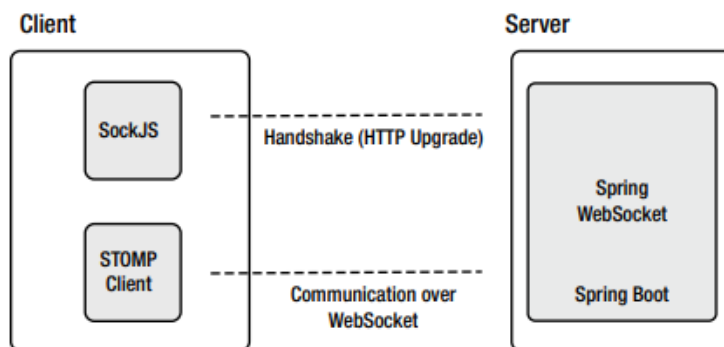 Client
Server
SockJS
Handshake (HTTP Upgrade)
Spring
WebSocket
STOMP
Client
Communication over
WebSocket
Spring Boot